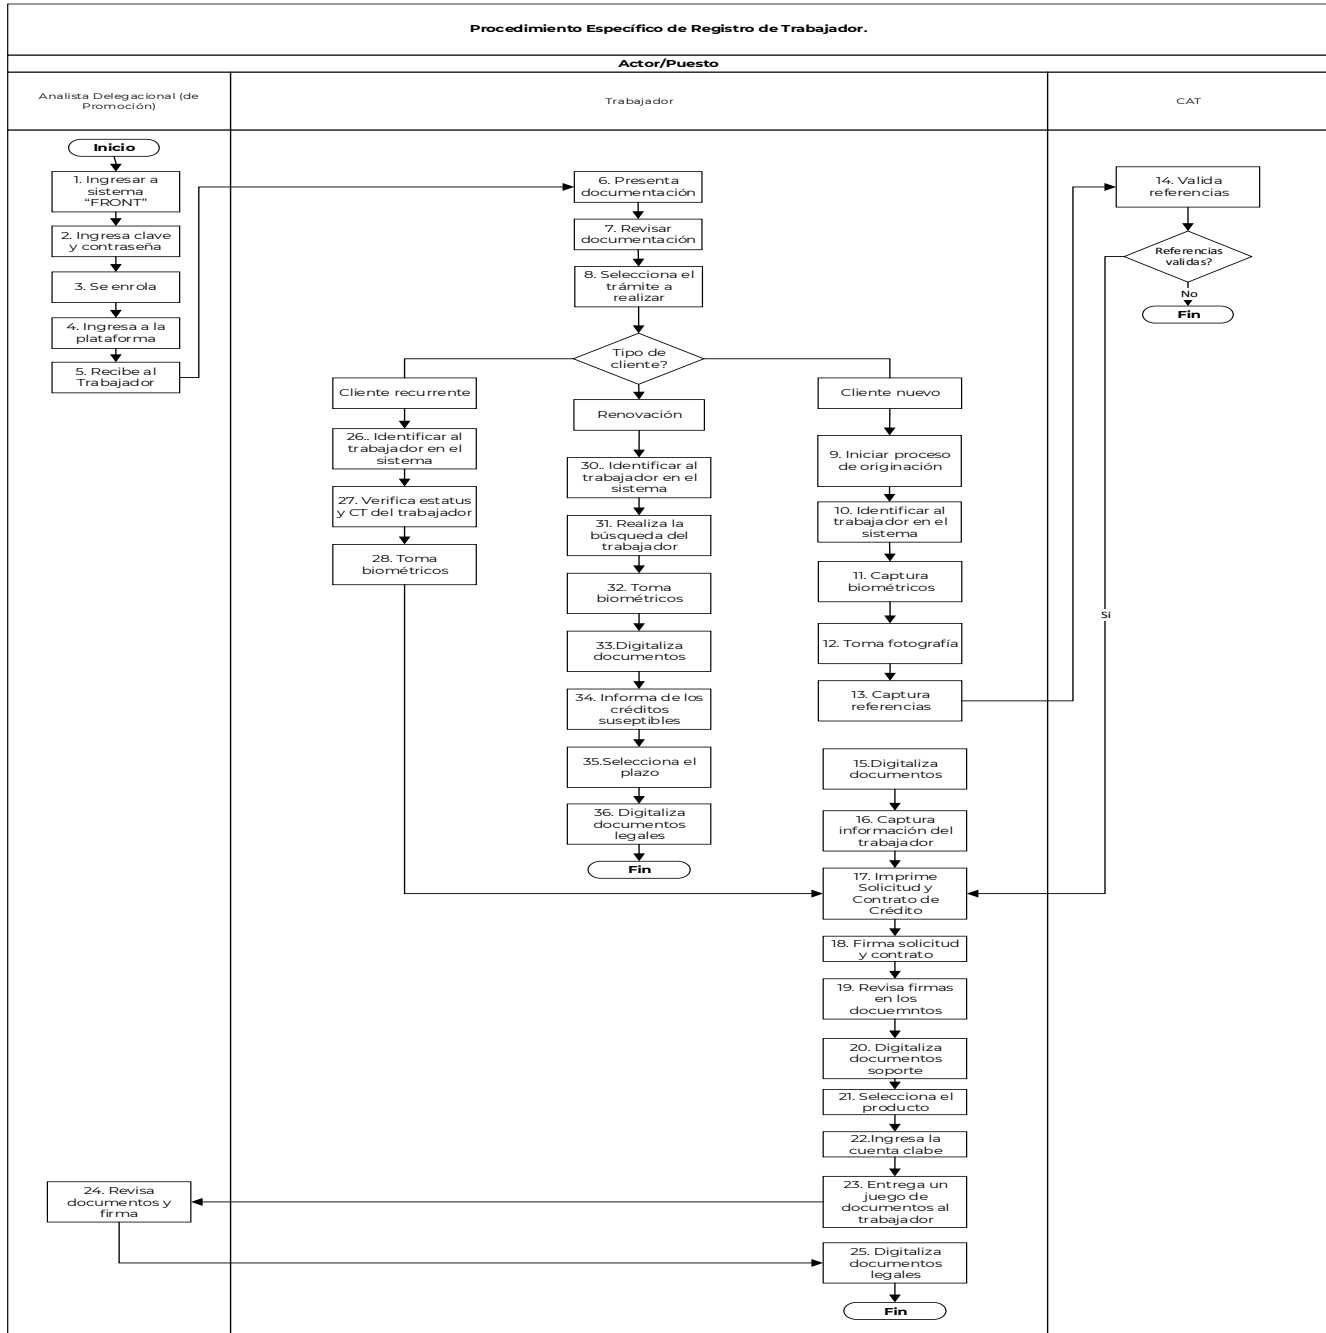 Procedimiento Específico de Registro de Trabajador.
Actor/Puesto
Analista Delegacional (de
Promoción)
Trabajador
CAT
Inicio
1. Ingresar a
sistema
“FRONT”
2. Ingresa clave
y contraseña
3. Se enrola
4. Ingresa a la
plataforma
5. Recibe al
Trabajador
6. Presenta
documentación
7. Revisar
documentación
8. Selecciona el
trámite a
realizar
Tipo de
cliente?
Cliente recurrente
26.. Identificar al
trabajador en el
sistema
27. Verifica estatus
y CT del trabajador
28. Toma
biométricos
Renovación
30.. Identificar al
trabajador en el
sistema
31. Realiza la
búsqueda del
trabajador
32. Toma
biométricos
33.Digitaliza
documentos
34. Informa de los
créditos
suseptibles
35.Selecciona el
plazo
36. Digitaliza
documentos
legales
Fin
Cliente nuevo
9. Iniciar proceso
de originación
10. Identificar al
trabajador en el
sistema
11. Captura
biométricos
12. Toma fotografía
13. Captura
referencias
14. Valida
referencias
Referencias
validas?
No
Fin
Si
15.Digitaliza
documentos
16. Captura
información del
trabajador
17. Imprime
Solicitud y
Contrato de
Crédito
18. Firma solicitud
y contrato
19. Revisa firmas
en los
docuemntos
20. Digitaliza
documentos
soporte
21. Selecciona el
producto
22.Ingresa la
cuenta clabe
23. Entrega un
juego de
documentos al
trabajador
24. Revisa
documentos y
firma
25. Digitaliza
documentos
legales
Fin